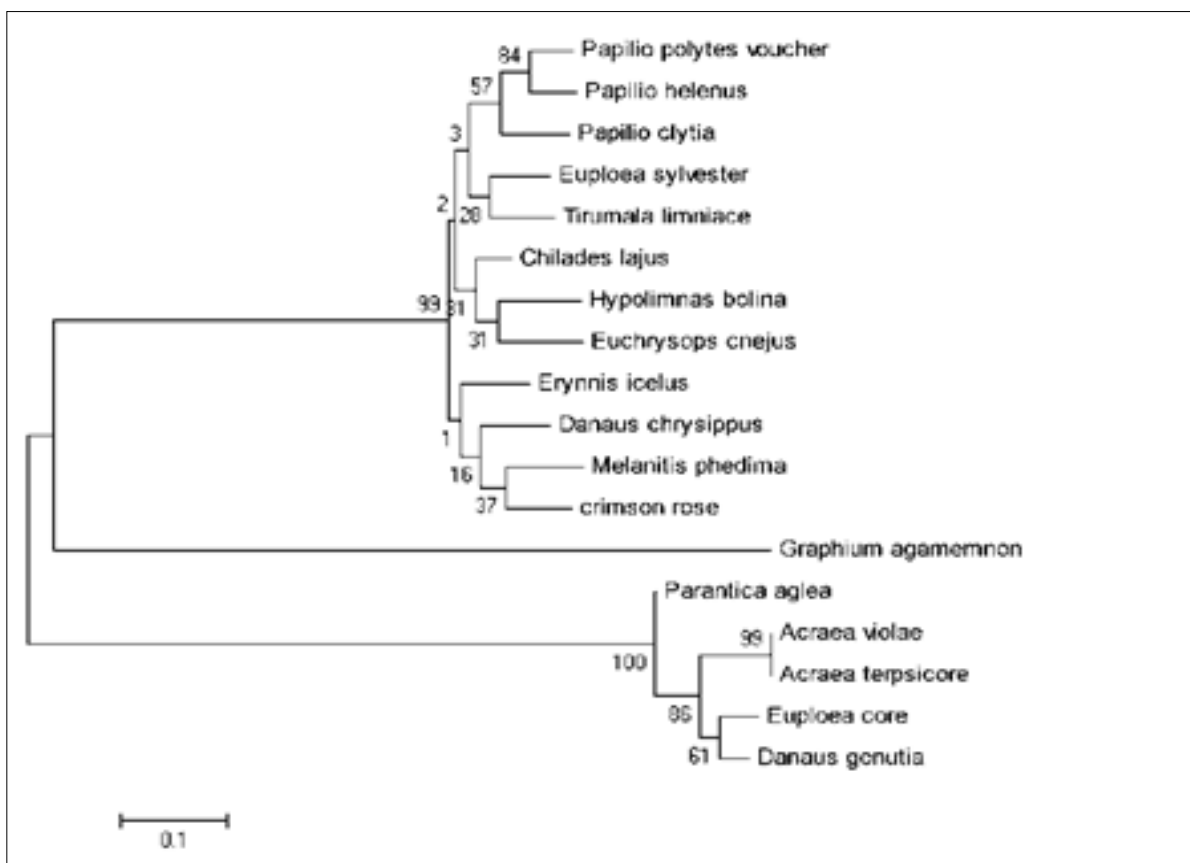 84
Papilio polytes voucher
57
Papilio helenus
3
Papilio clytia
Euploea sylvester
2
28
Tirumala limniace
Chilades lajus
99
31
Hypolimnas bolina
31
Euchrysops cnejus
Erynnis icelus
1
Danaus chrysippus
16
Melanitis phedima
37
crimson rose
Graphium agamemnon
Parantica aglea
99
Acraea violae
100
Acraea terpsicore
86
Euploea core
61
Danaus genutia
0.1